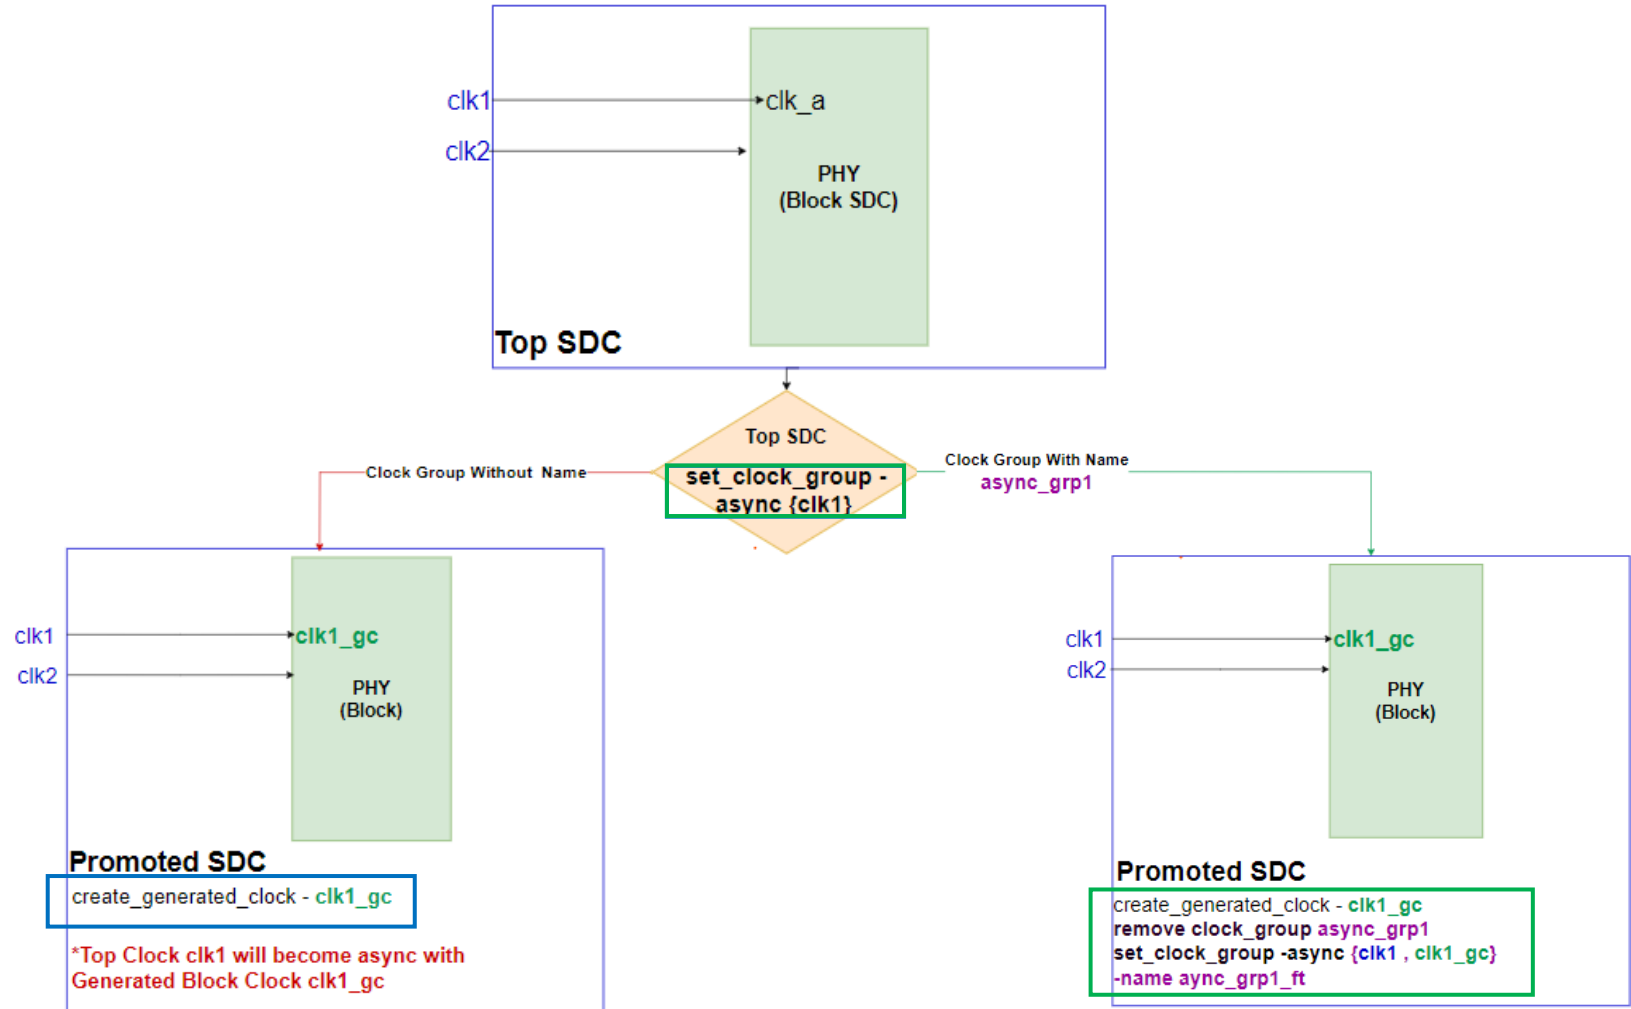 clk1
clk_a
clk2
PHY
(Block SDC)
Top SDC
Top SDC
set_clock_group -
async {clk1}
Clock Group Without Name
Clock Group With Name
async_grp1
clk1
clk1_gc
clk2
PHY
(Block)
Promoted SDC
create_generated_clock - clk1_gc
*Top Clock clk1 will become async with
Generated Block Clock clk1_gc
clk1
clk1_gc
clk2
PHY
(Block)
Promoted SDC
create_generated_clock - clk1_gc
remove clock_group async_grp1
set_clock_group -async {clk1 , clk1_gc}
-name aync_grp1_ft